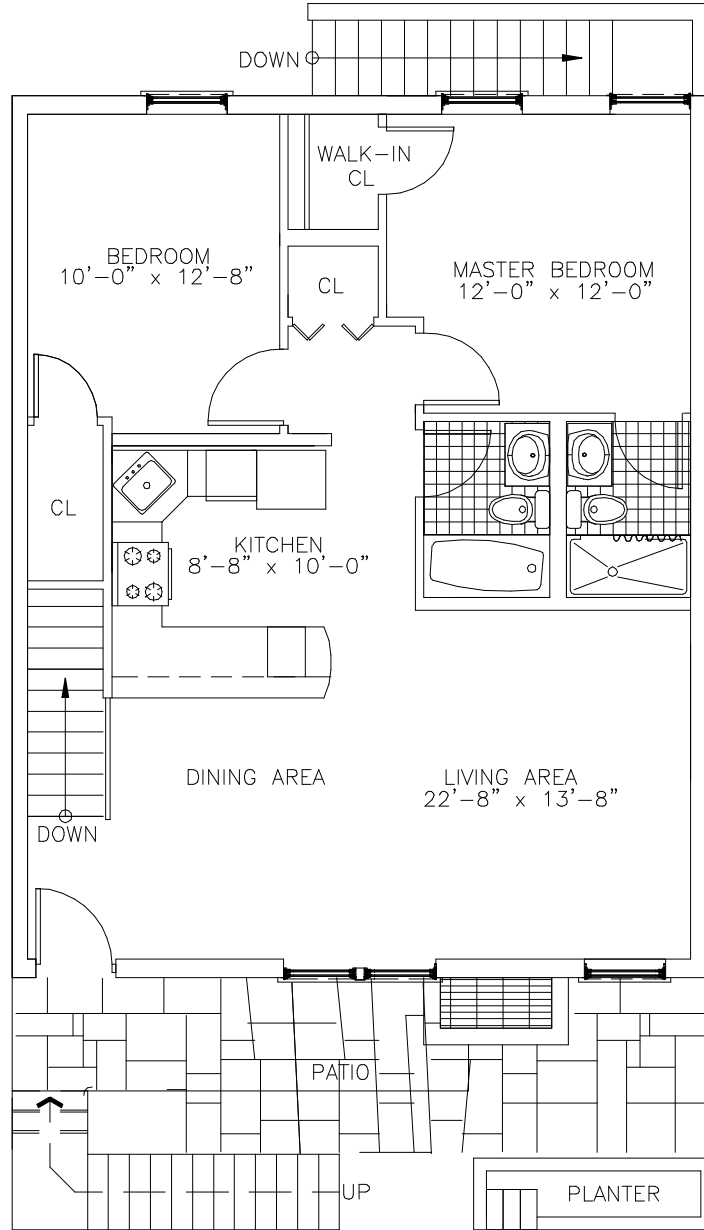 DOWN
WALK-IN
CL
BEDROOM
10'-0" x 12'-8"
MASTER BEDROOM
12'-0" x 12'-0"
CL
CL
KITCHEN
8'-8" x 10'-0"
DINING AREA
LIVING AREA
22'-8" x 13'-8"
DOWN
PATIO
UP
PLANTER